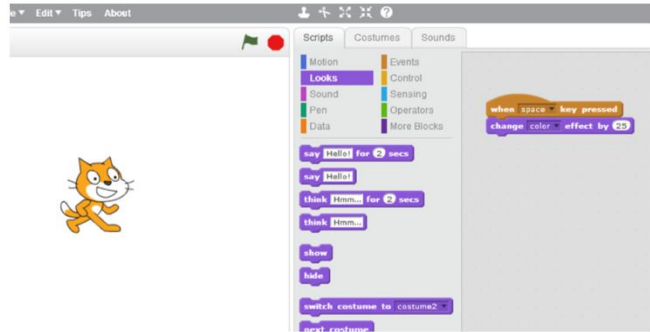 Edit Tips About
Scripts Costumes Sounds
Motion Events
Looks Control
Sound Sensing
Pen Operators
Data More Blocks
when space key pressed
change color effect by 25
say Hello! for 2 secs
say Hello!
think Hmm... for 2 secs
think Hmm...
show
hide
switch costume to costume2
next costume